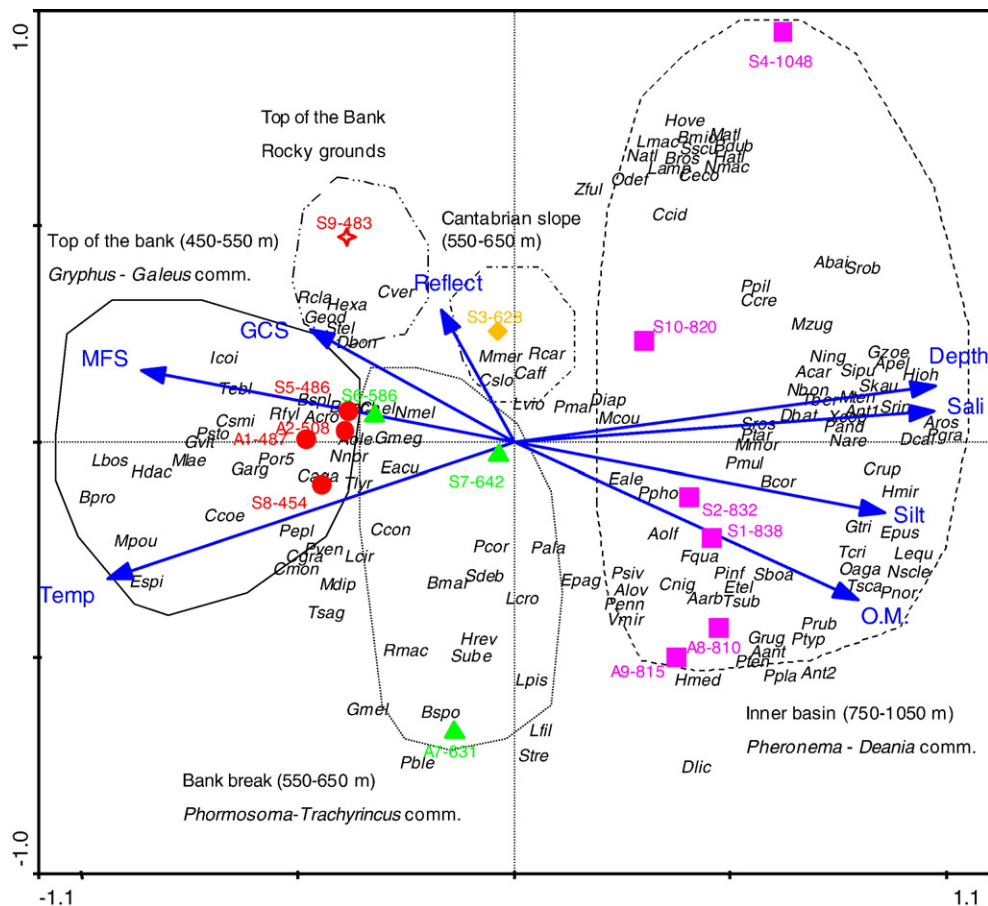 1.0
S4-1048
Top of the Bank
Rocky grounds
Hove
Lmac Bmic Matl
Natl Bros Sscu Bdub
Lamp Hatl
Zful Odef Ceco Nmac
S9-483
Cantabrian slope
(550-650 m)
Ccid
Top of the bank (450-550 m)
Gryphus - Galeus comm.
Reflect
Abai Srob
Rcla Hexa Cver
Geod
Ppil
Ccre
GCS Stel
Dbon
S3-628
S10-820
Mzug
MFS
Icoi
Mmer Rcar
Caff
Cslo
Ning Gzoe Depth
Acar Sipu Apel
Hjoh
Tebl
S5-486
S6-586
Bspl
Skau
Nbon
Mten
Rfyl Acro
Nmel
Lvio Pmal Djap
Mcou
Dbat
Ant1 Srin
Sali
Csmi
A2-508
Sros
Pand
Aros
Psto
Gvit
A1-487
Gmeg
Ptar
Mmor
Nare
Dcal Pgra
Lbos
Hdac
Mlae
Por5
Garg
Nnor
Eacu
S7-642
Pmul
Crup
Bpro
Caga
Tlyr
S8-454
Eale
Ppho
Bcor
Hmir
S2-832
Silt
Ccoe
Pepl
Ccon
S1-838
Gtri
Epus
Mpou
Pven
Lcir
Pcor
Pala
Aolf
Fqua
Tcri
Lequ
Cgra
Cmon
Temp
Espi
Mdip
Bmal
Sdeb
Epag
Psiv
Alov
Cnig
Pinf
Sboa
Oaga
Nscle
Etel
Tsca
Pnor
Tsag
Lcro
Penn
Vmir
Aarb
Tsub
O.M.
Rmac
Hrev
Sube
A8-810
Prub
Grug
Ptyp
Aant
A9-815
Pten
Lpis
Hmed
Ppla
Ant2
Gmel
Bspo
Inner basin (750-1050 m)
Pheronema - Deania comm.
Lfil
A7-631
Pble
Stre
Dlic
Bank break (550-650 m)
Phormosoma-Trachyrincus comm.
-1.0
-1.1
1.1